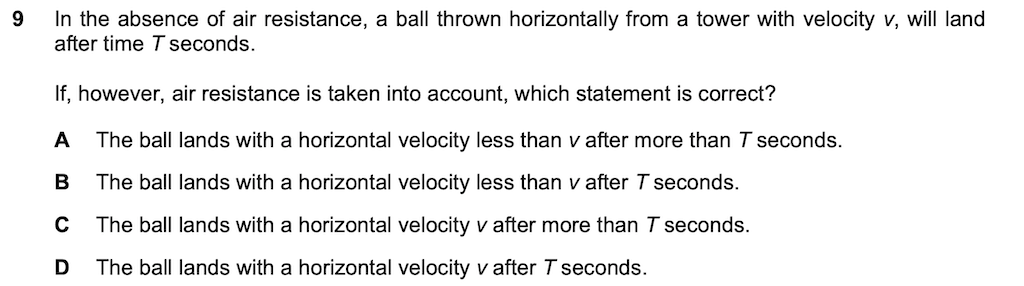 9 In the absence of air resistance, a ball thrown horizontally from a tower with velocity v, will land
after time T seconds.
If, however, air resistance is taken into account, which statement is correct?
A The ball lands with a horizontal velocity less than v after more than T seconds.
B The ball lands with a horizontal velocity less than v after T seconds.
C The ball lands with a horizontal velocity v after more than T seconds.
D The ball lands with a horizontal velocity v after T seconds.